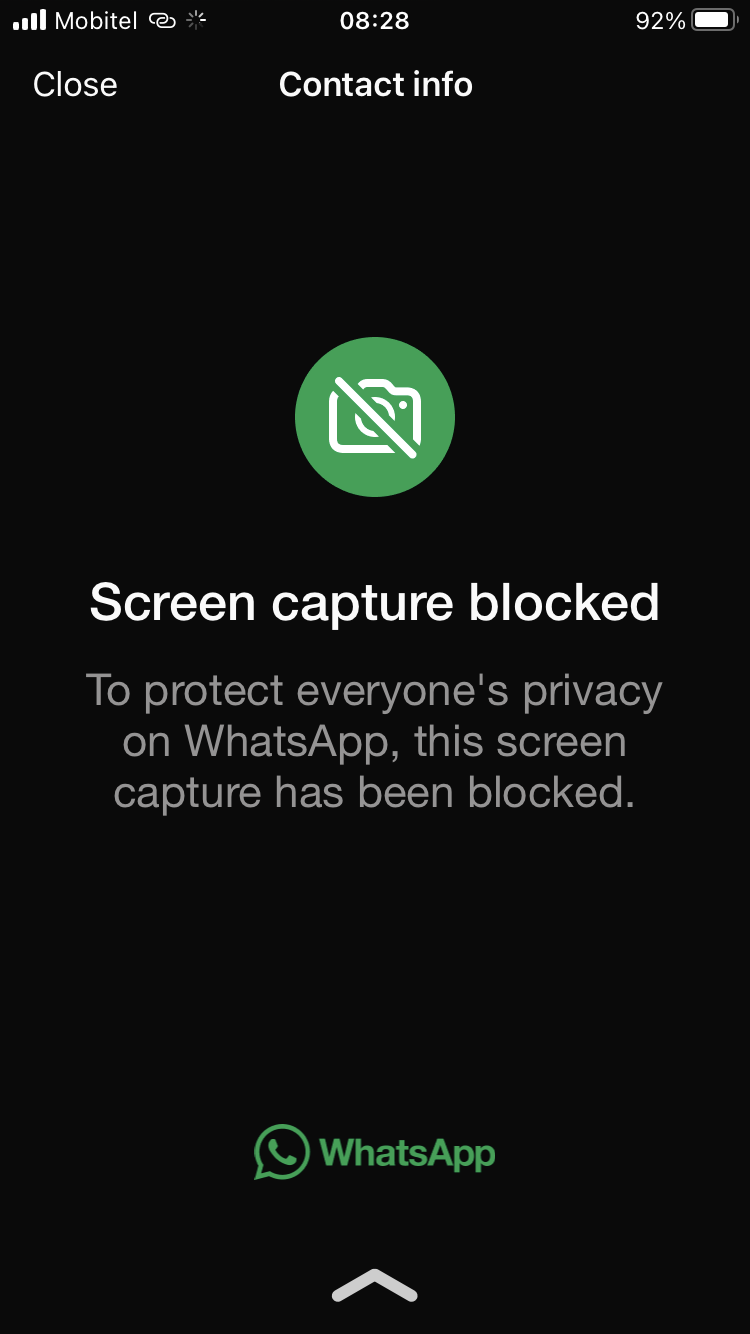 Mobitel 08:28 92%
Close Contact info
Screen capture blocked
To protect everyone's privacy
on WhatsApp, this screen
capture has been blocked.
WhatsApp